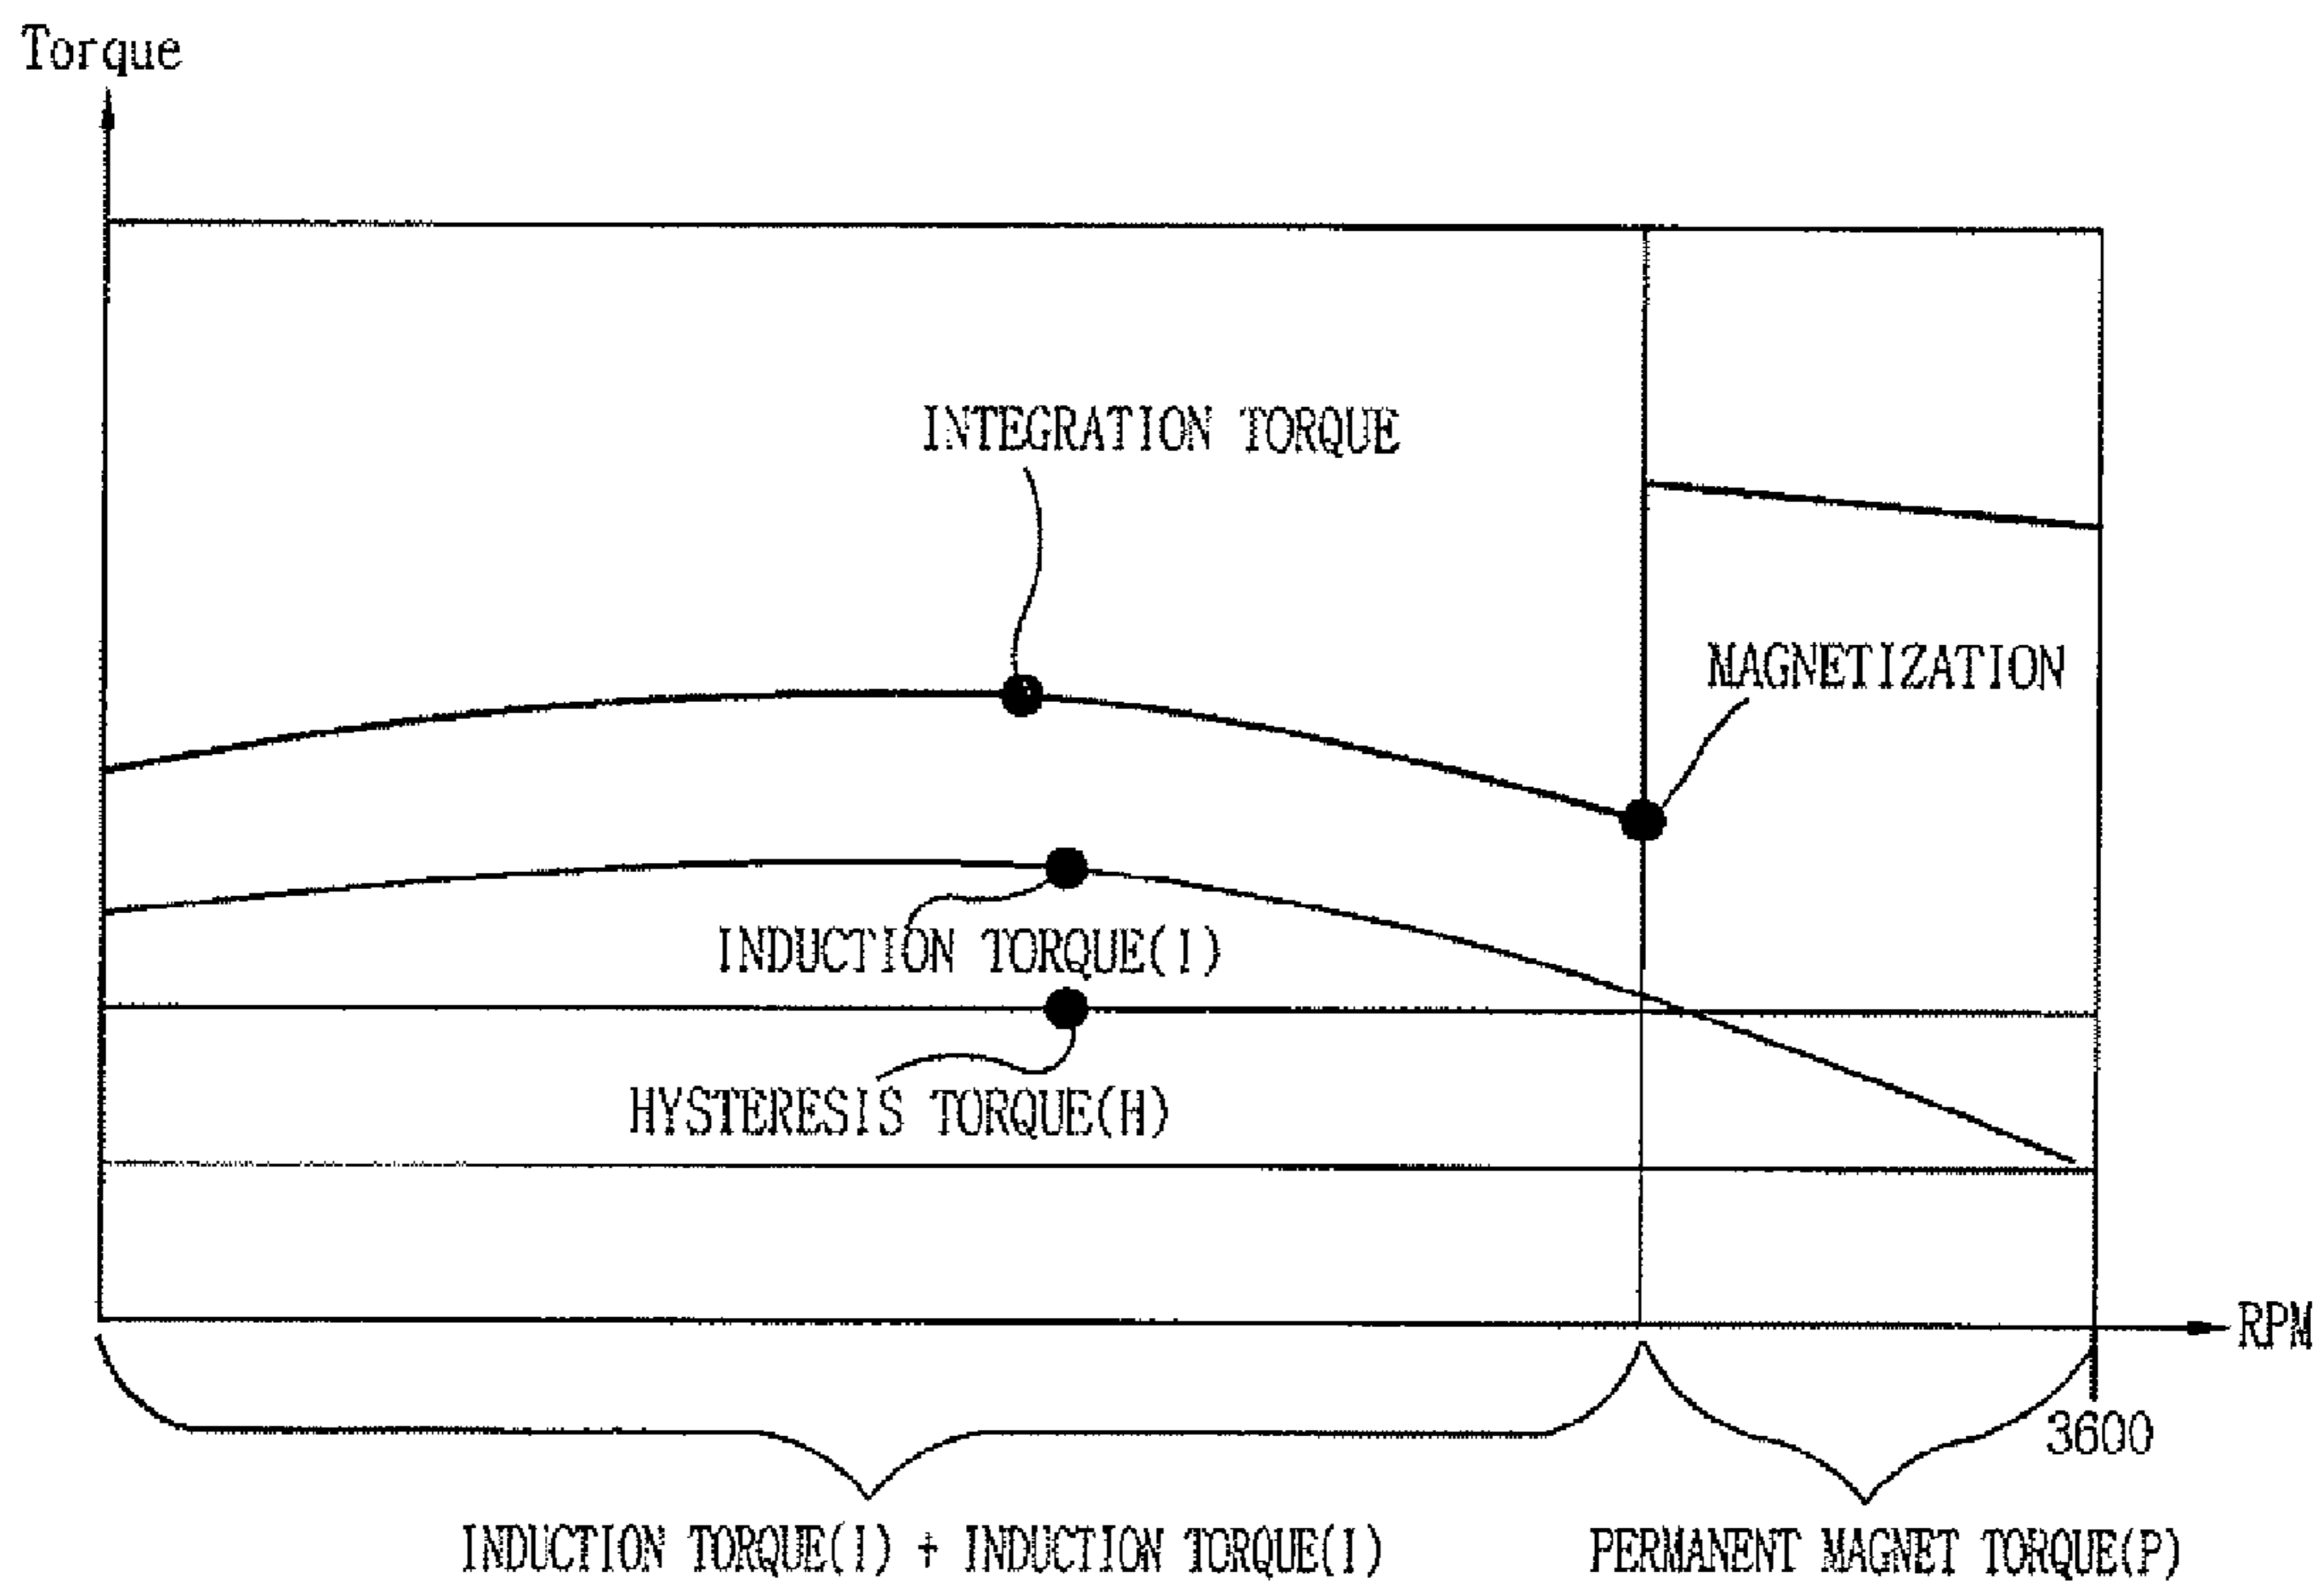 Torque
INTEGRATION TORQUE
MAGNETIZATION
INDUCTION TORQUE(I)
HYSTERESIS TORQUE(H)
RPM
3600
INDUCTION TORQUE(I) + INDUCTION TORQUE(I)
PERMANENT MAGNET TORQUE(P)